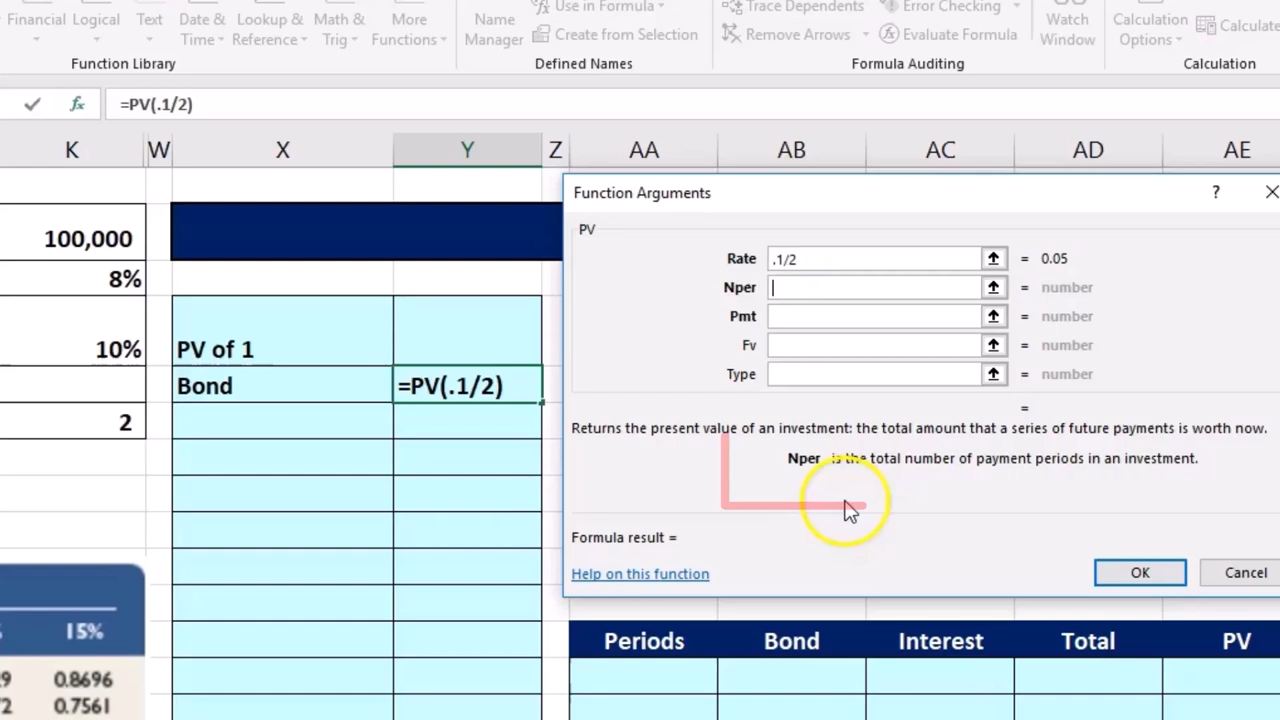 Financial Logical Text Date & Time Lookup & Reference Math & Trig More Functions
Function Library
Name Manager Use in Formula
Create from Selection
Defined Names
Trace Dependents Error Checking
Remove Arrows Evaluate Formula
Watch Window
Formula Auditing
Calculation Options
Calculation
fx =PV(.1/2)
K W X Y Z AA AB AC AD AE
100,000
8%
10% PV of 1
Bond =PV(.1/2)
2
Function Arguments ?
PV
Rate .1/2 = 0.05
Nper = number
Pmt = number
Fv = number
Type = number
=
Returns the present value of an investment: the total amount that a series of future payments is worth now.
Nper is the total number of payment periods in an investment.
Formula result =
Help on this function OK Cancel
Periods Bond Interest Total PV
15%
0.8696
0.7561